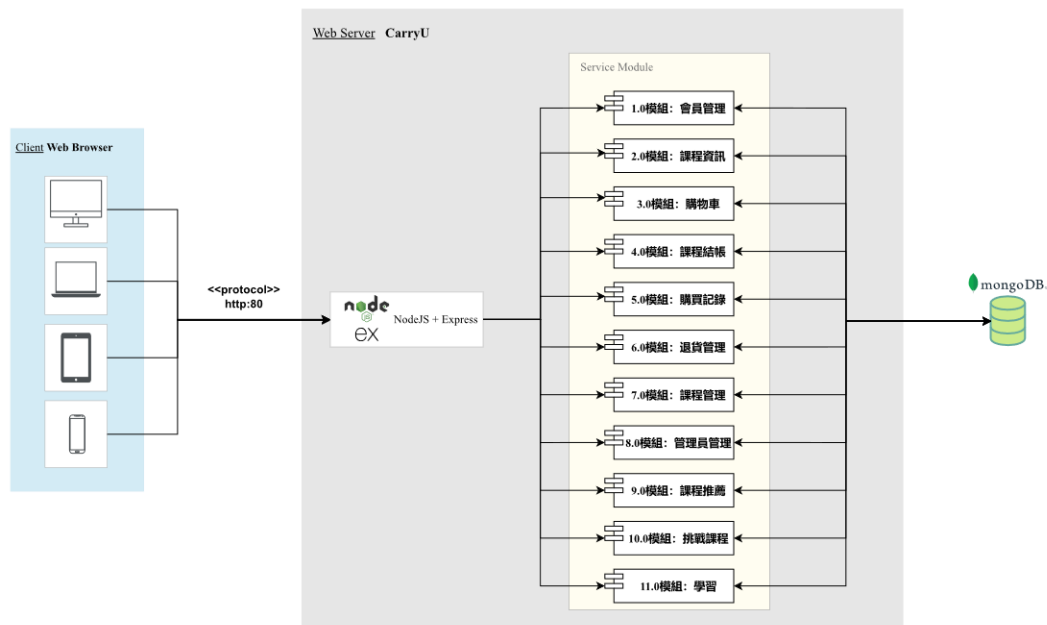 Web Server CarryU
Service Module
Client Web Browser
<<protocol>>
http:80
node
JS
ex
NodeJS + Express
1.0模組：會員管理
2.0模組：課程資訊
3.0模組：購物車
4.0模組：課程結帳
5.0模組：購買記錄
6.0模組：退貨管理
7.0模組：課程管理
8.0模組：管理員管理
9.0模組：課程推薦
10.0模組：挑戰課程
11.0模組：學習
mongoDB.